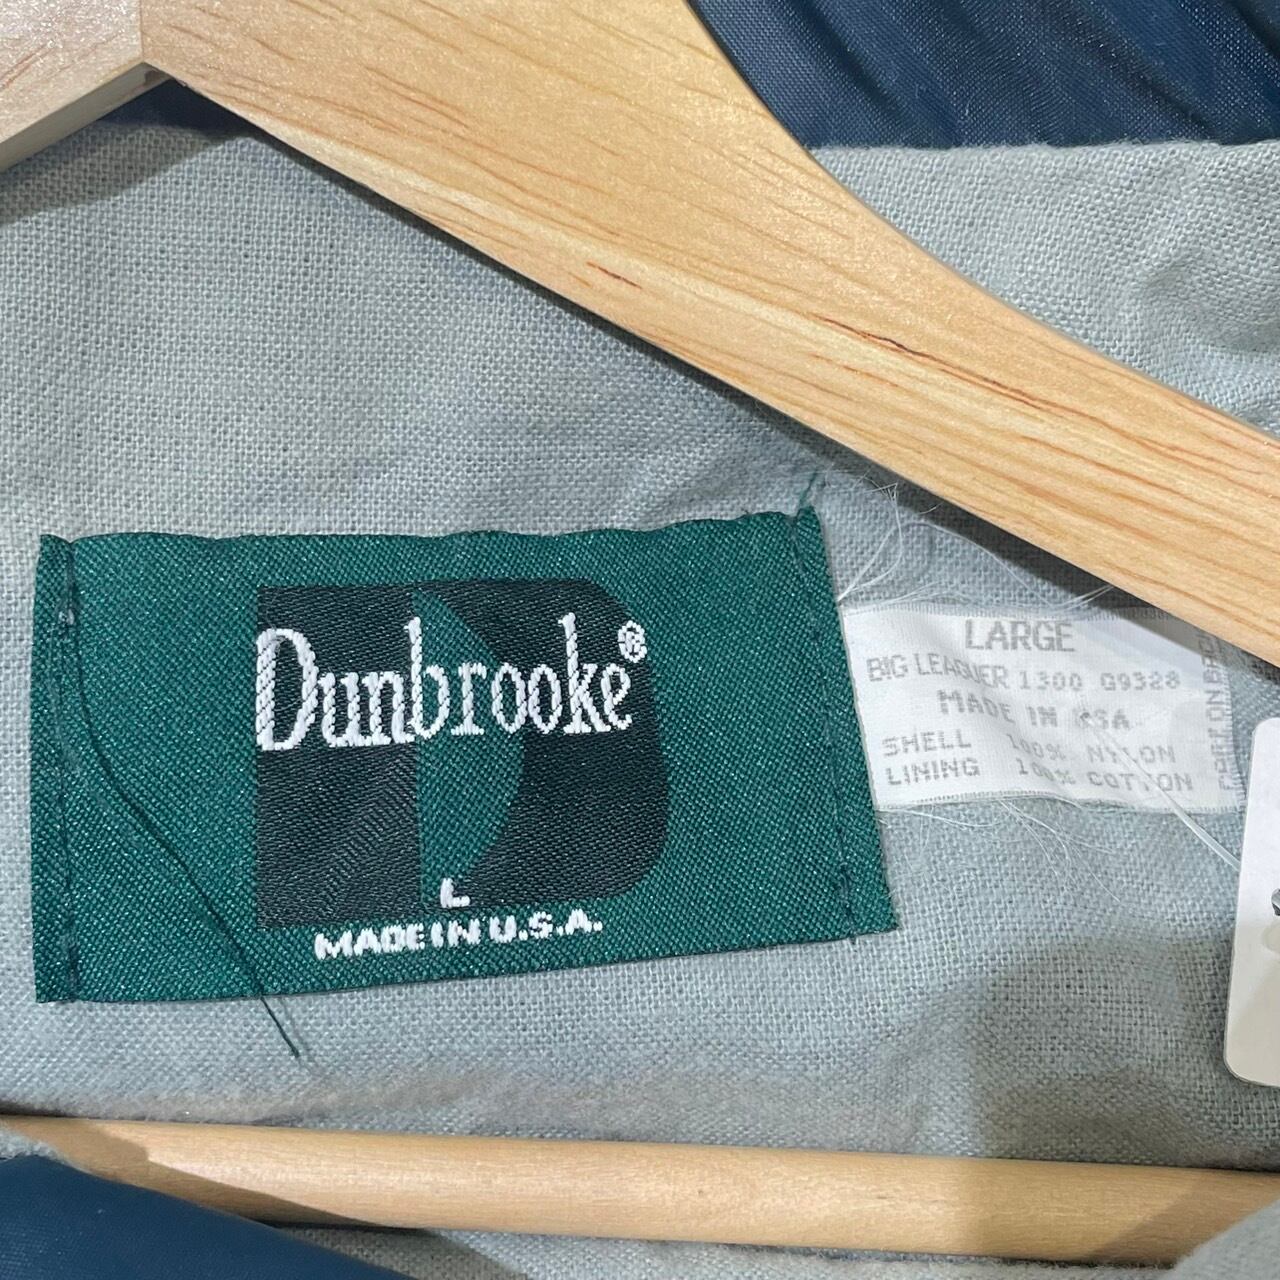 Dunbrooke®
L
MADE IN U.S.A.
LARGE
BIG LEAGUER 1300 G9328
MADE IN USA
SHELL 100% NYLON
LINING 100% COTTON